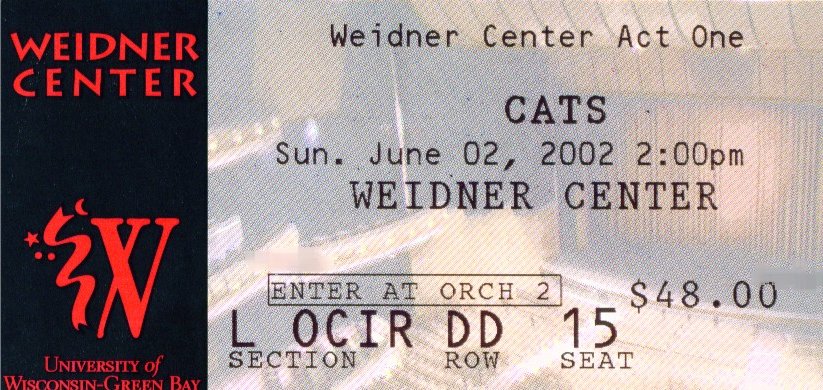 WEIDNER
CENTER
UNIVERSITY of
WISCONSIN-GREEN BAY
Weidner Center Act One
CATS
Sun. June 02, 2002 2:00pm
WEIDNER CENTER
ENTER AT ORCH 2
$48.00
L OCIR DD 15
SECTION ROW SEAT